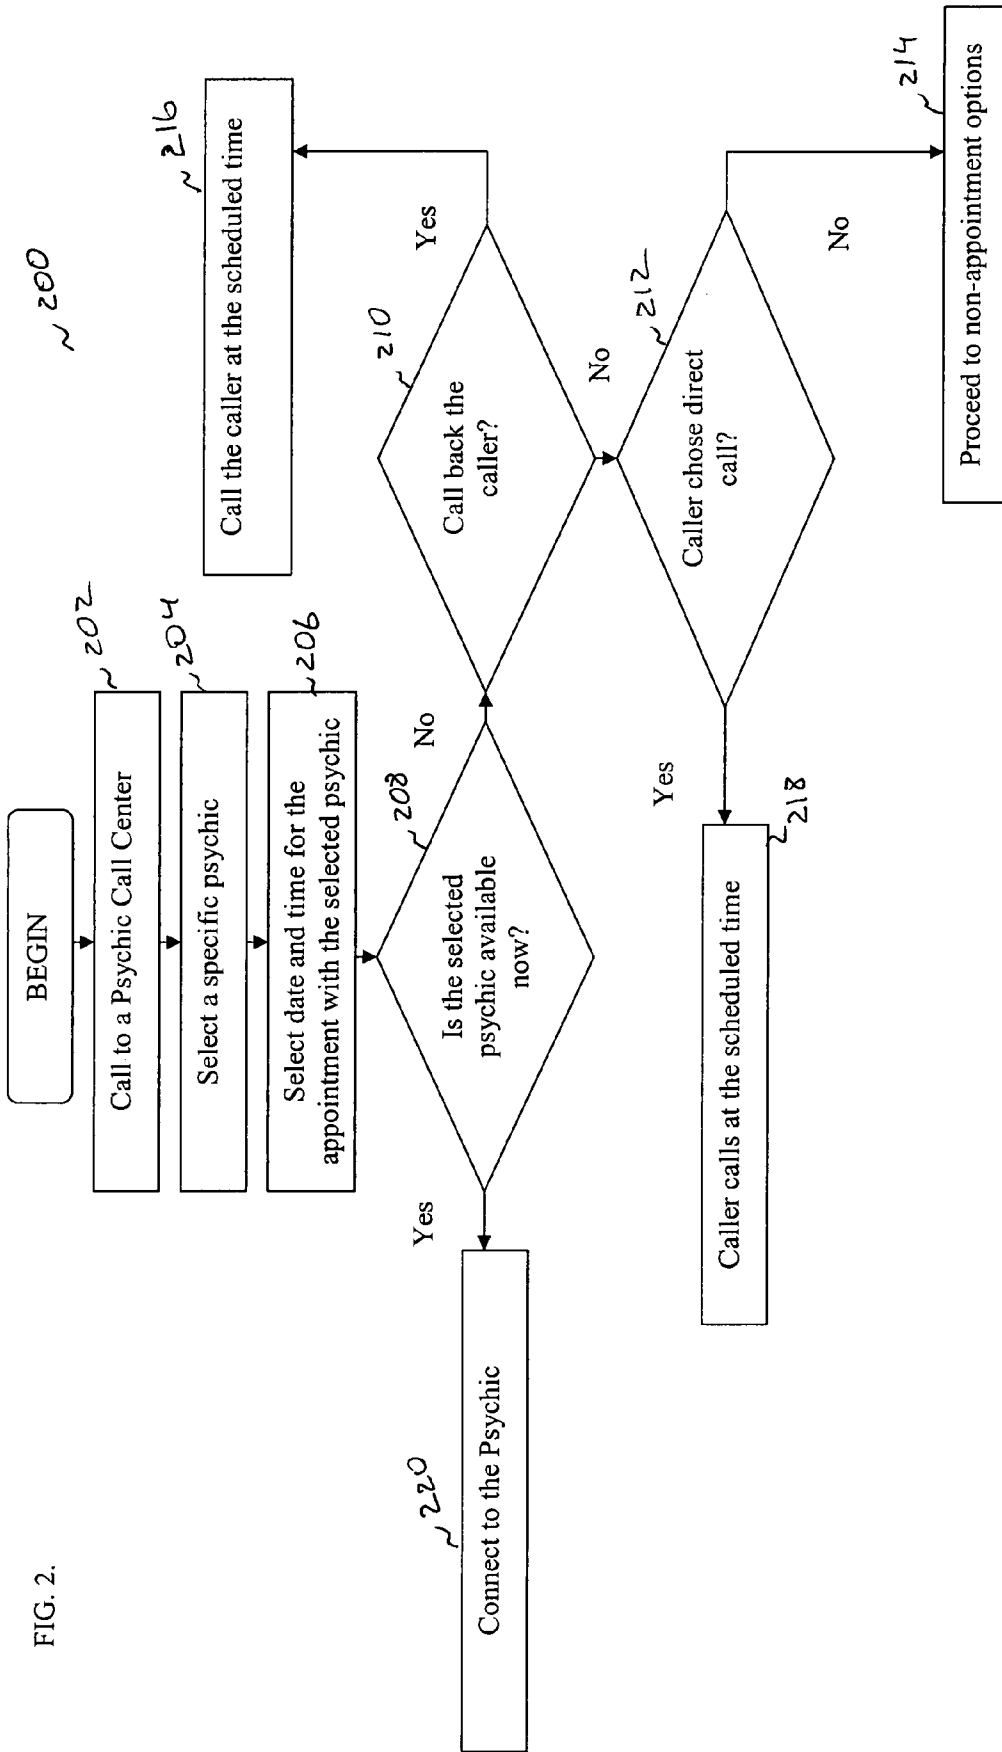 FIG. 2.
~ 200
BEGIN
Call to a Psychic Call Center
~ 202
Select a specific psychic
~ 204
Select date and time for the
appointment with the selected psychic
~ 206
Is the selected
psychic available
now?
208
Yes
No
Connect to the Psychic
~ 220
Call back the
caller?
210
Yes
No
Call the caller at the scheduled time
~ 216
Caller chose direct
call?
212
Yes
No
Caller calls at the scheduled time
~ 218
Proceed to non-appointment options
~ 214